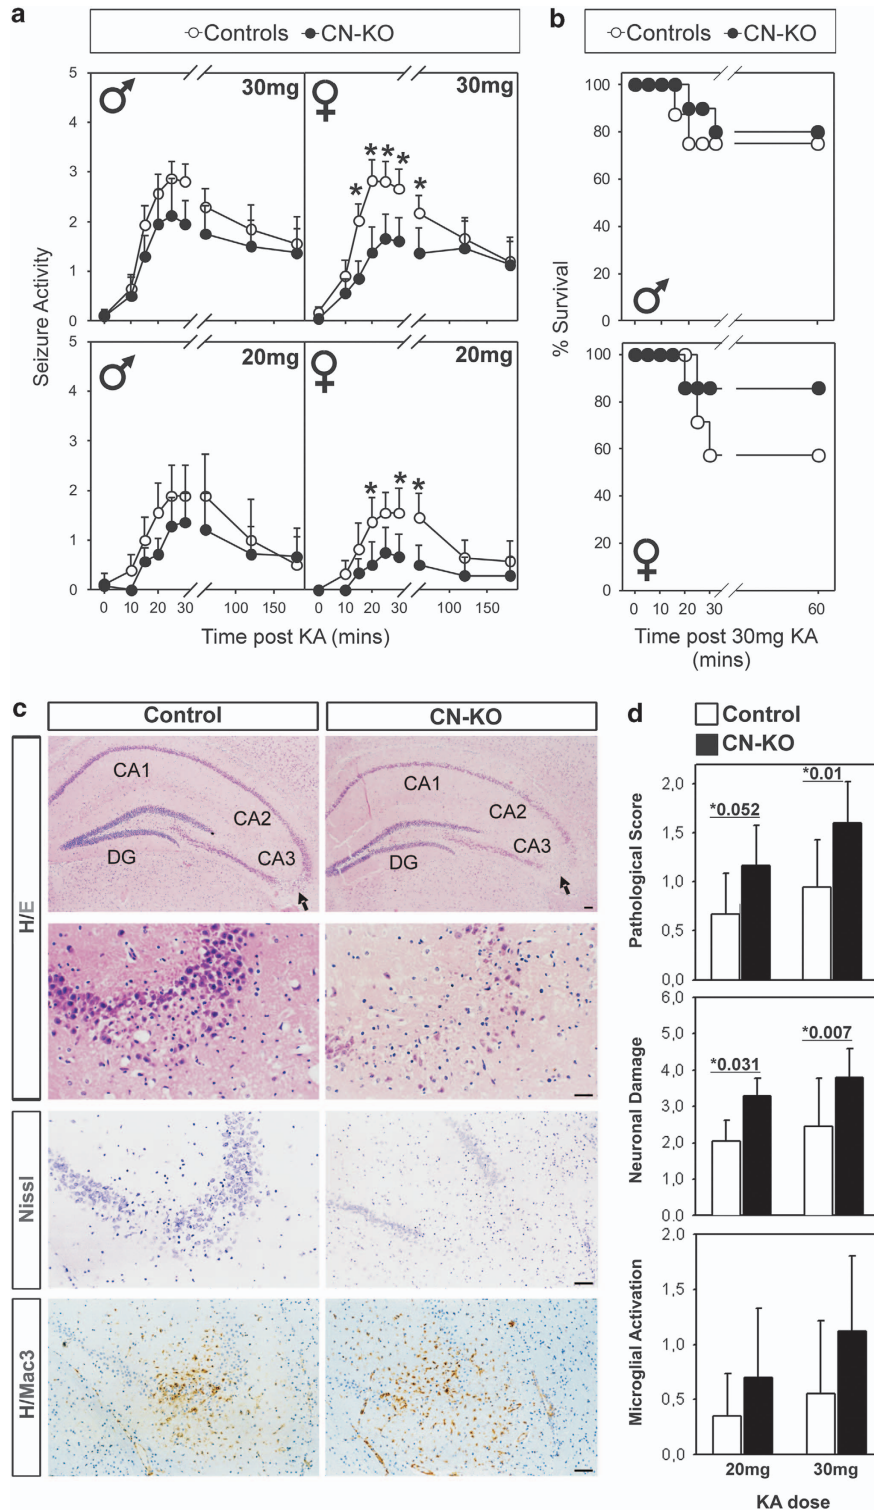 a
Controls CN-KO
b
Controls CN-KO
Seizure Activity
5
4
3
2
1
0
30mg
30mg
* * * * *
5
4
3
2
1
0
20mg
20mg
* * *
0 10 20 30 100 150
0 10 20 30 100 150
Time post KA (mins)
% Survival
100
80
60
40
20
0
100
80
60
40
20
0
0 10 20 30 60
Time post 30mg KA
(mins)
c
Control
CN-KO
H/E
CA1
CA2
CA3
DG
CA1
CA2
CA3
DG
Nissl
H/Mac3
d
Control
CN-KO
Pathological Score
2,0
1,5
1,0
0,5
0,0
*0.052
*0.01
Neuronal Damage
6,0
5,0
4,0
3,0
2,0
1,0
0,0
*0.031
*0.007
Microglial Activation
2,0
1,5
1,0
0,5
0,0
20mg 30mg
KA dose